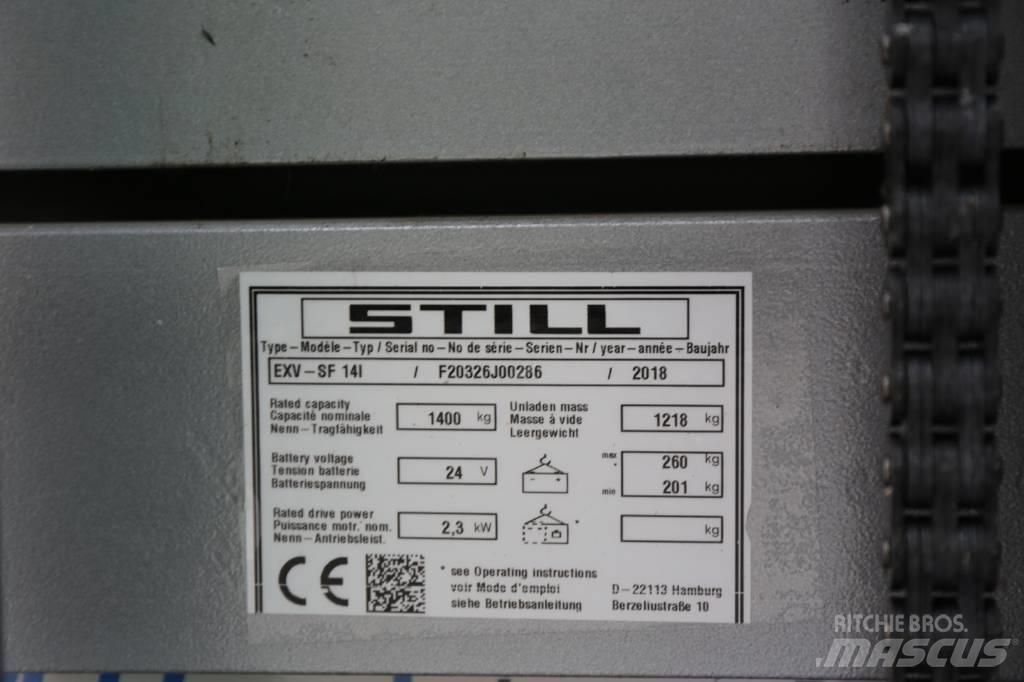 STILL
Type – Modèle – Typ / Serial no – No de série – Serien – Nr / year – année – Baujahr
EXV – SF 14I / F20326J00286 / 2018
Rated capacity
Capacité nominale
Nenn – Tragfähigkeit
1400 kg
Unladen mass
Masse à vide
Leergewicht
1218 kg
Battery voltage
Tension batterie
Batteriespannung
24 V
max 260 kg
min 201 kg
Rated drive power
Puissance motr. nom.
Nenn – Antriebsleist.
2,3 kW
*
kg
CE
* see Operating instructions
voir Mode d'emploi
siehe Betriebsanleitung
D – 22113 Hamburg
Berzeliustraße 10
RITCHIE BROS.
MASCUS